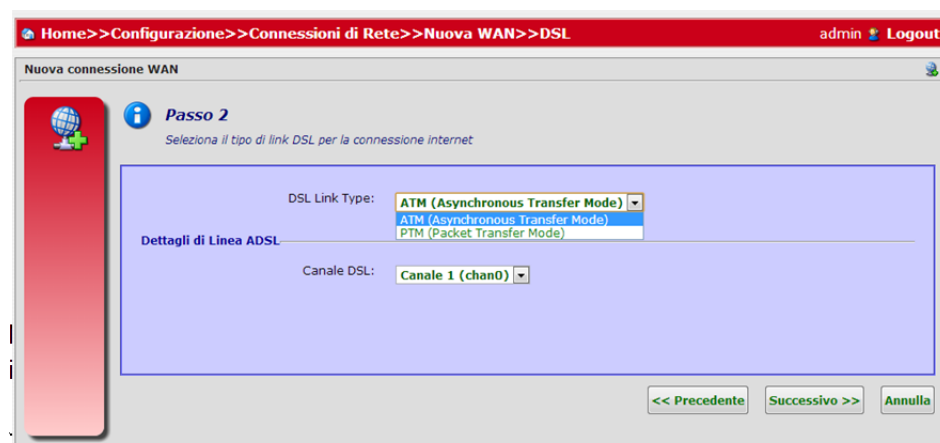 Home>>Configurazione>>Connessioni di Rete>>Nuova WAN>>DSL admin Logout
Nuova connessione WAN
Passo 2
Seleziona il tipo di link DSL per la connessione internet
DSL Link Type: ATM (Asynchronous Transfer Mode)
ATM (Asynchronous Transfer Mode)
PTM (Packet Transfer Mode)
Dettagli di Linea ADSL
Canale DSL: Canale 1 (chan0)
<< Precedente Successivo >> Annulla